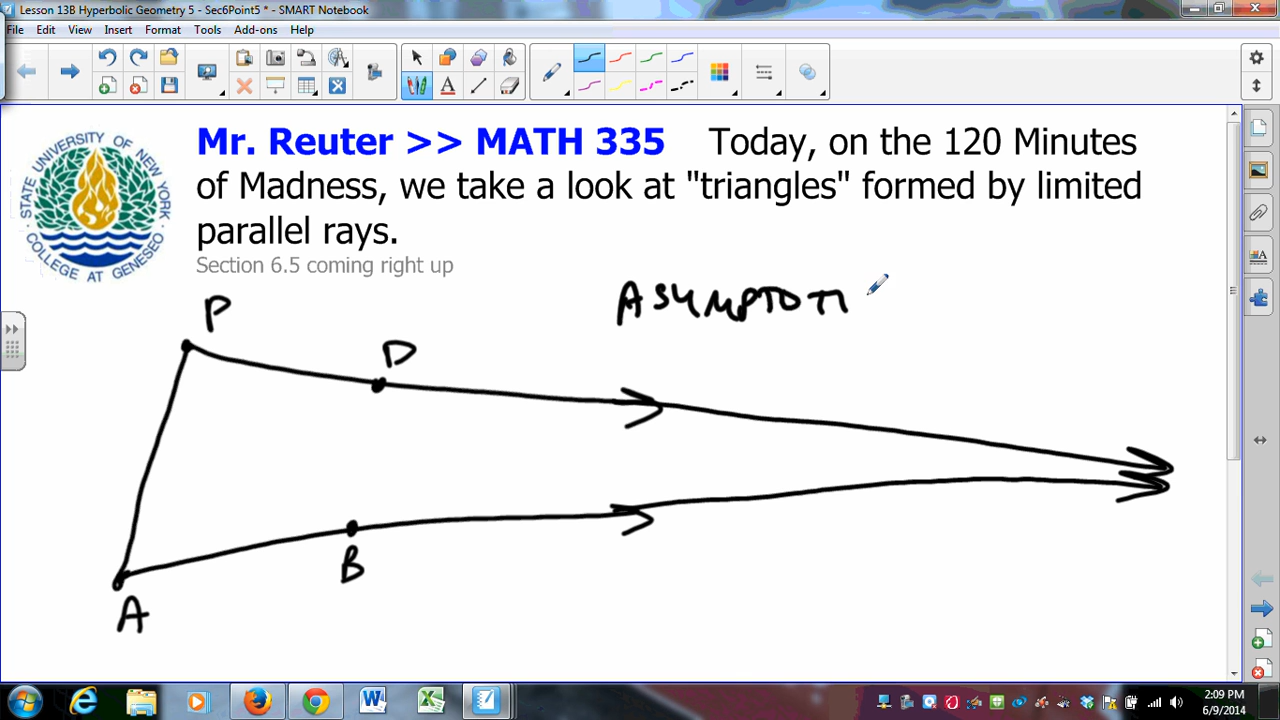 Lesson 13B Hyperbolic Geometry 5 - Sec6Point5 * - SMART Notebook
File Edit View Insert Format Tools Add-ons Help
STATE UNIVERSITY OF NEW YORK
COLLEGE AT GENESEO
Mr. Reuter >> MATH 335 Today, on the 120 Minutes
of Madness, we take a look at "triangles" formed by limited
parallel rays.
Section 6.5 coming right up
ASYMPTOTI
P
D
B
A
2:09 PM
6/9/2014